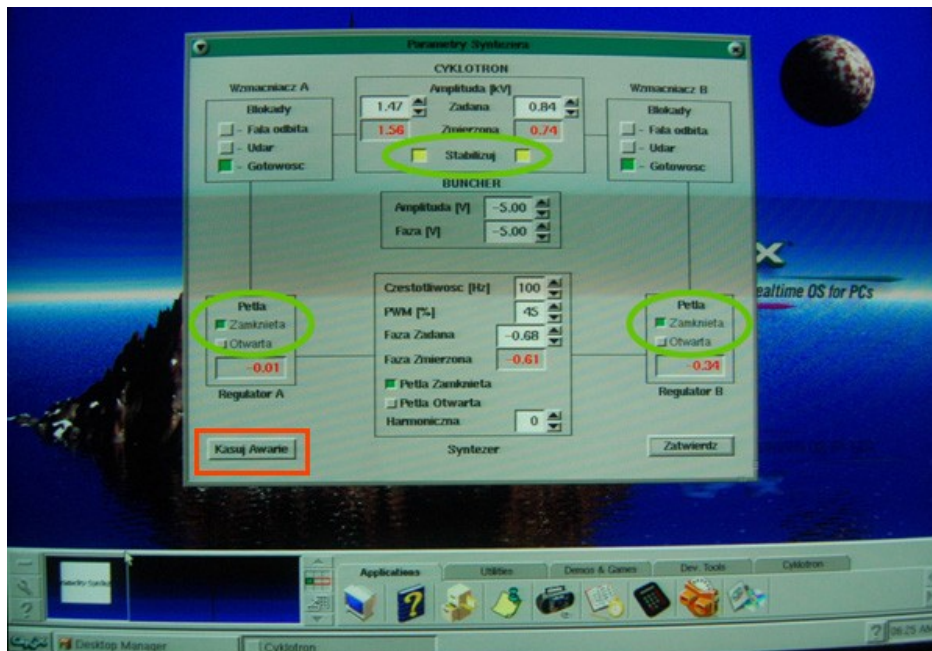 Parametry Syntezera
CYKLOTRON
Wzmacniacz A
Blokady
- Fala odbita
- Udar
- Gotowosc
Amplituda [kV]
1.47 Zadana 0.84
1.56 Zmierzona 0.74
Stabilizuj
Wzmacniacz B
Blokady
- Fala odbita
- Udar
- Gotowosc
BUNCHER
Amplituda [V] -5.00
Faza [V] -5.00
Petla
Zamknieta
Otwarta
-0.01
Regulator A
Czestotliwosc [Hz] 100
PWM [%] 45
Faza Zadana -0.68
Faza Zmierzona -0.61
Petla Zamknieta
Petla Otwarta
Harmoniczna 0
Syntezer
Petla
Zamknieta
Otwarta
-0.34
Regulator B
Kasuj Awarie
Zatwierdz
X
ealtime OS for PCs
Applications
Utilities
Demos & Games
Dev. Tools
Cyklotron
Desktop Manager
Cyklotron
06:25 AM